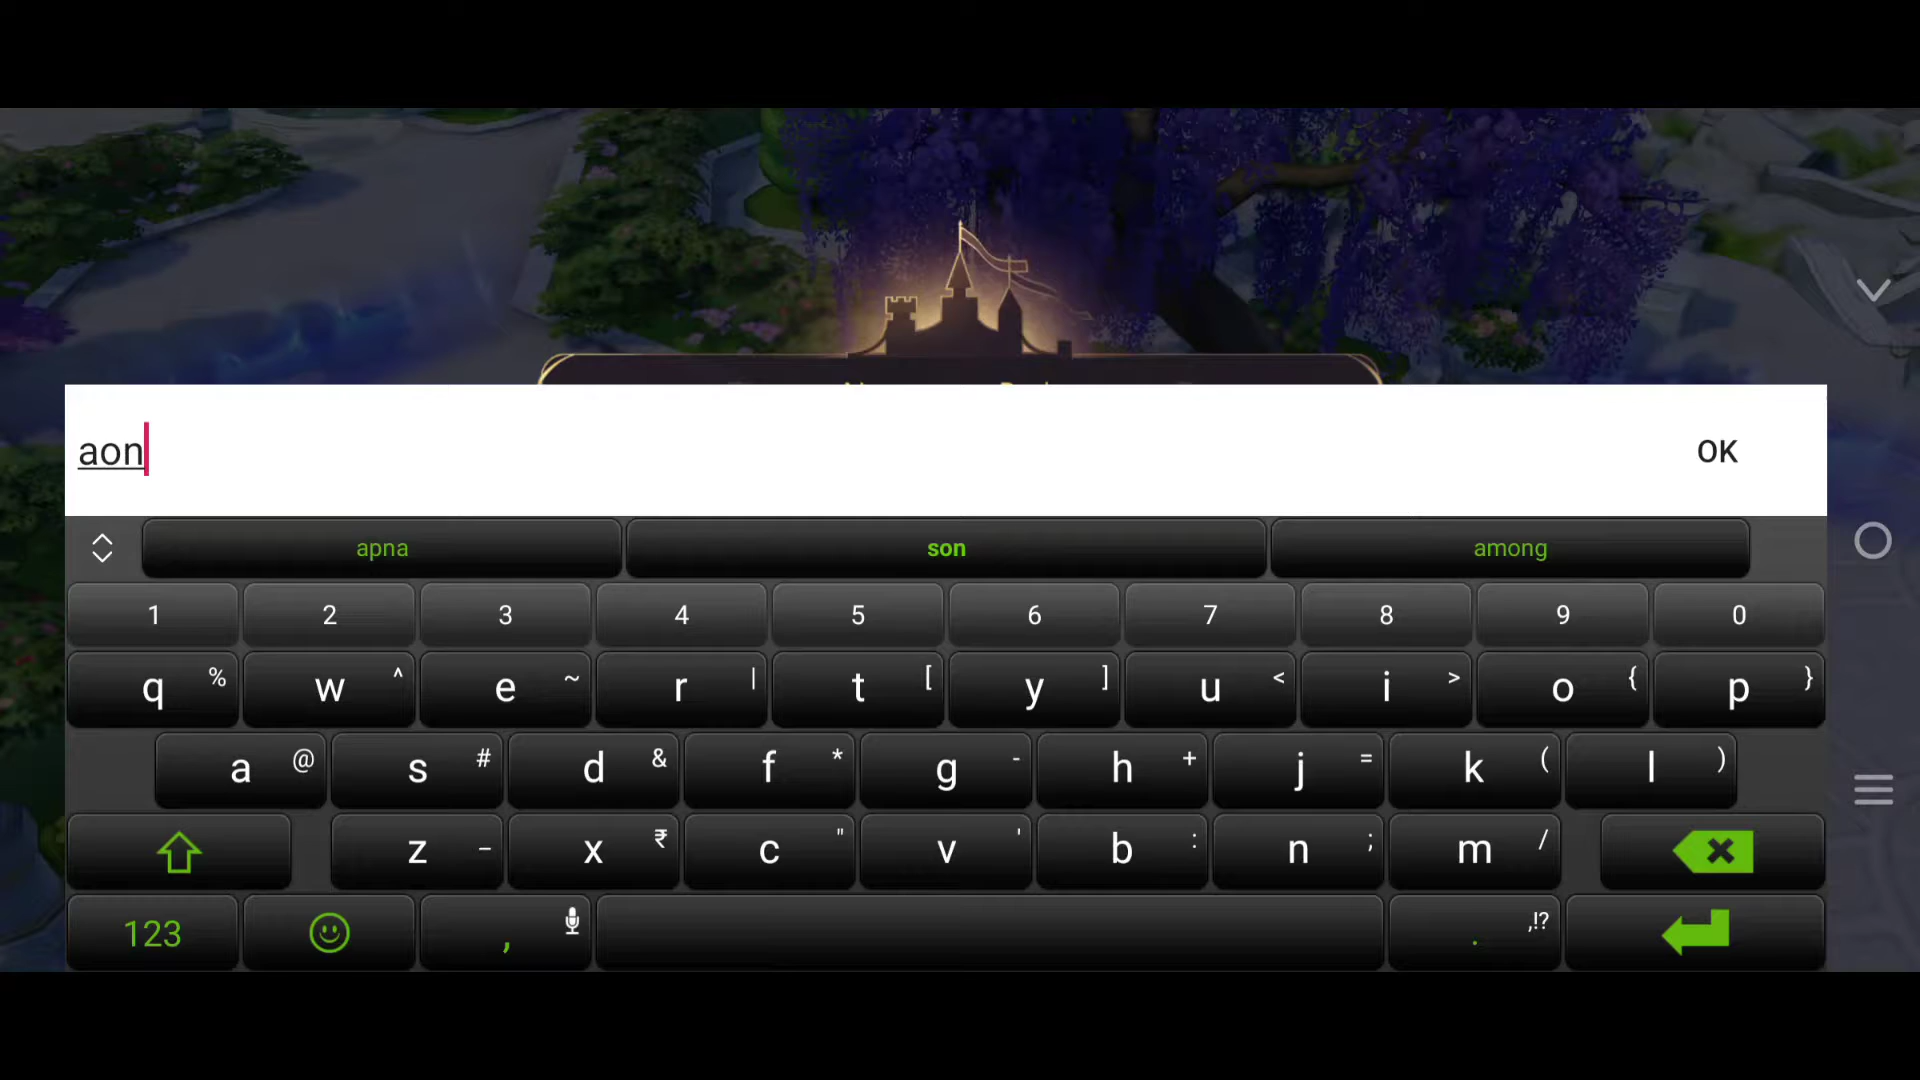 aon
OK
apna son among
1 2 3 4 5 6 7 8 9 0
q % w ^ e ~ r | t [ y ] u < i > o { p }
a @ s # d & f * g - h + j = k ( l )
z _ x ₹ c " v ' b : n ; m /
123 , . ,!?